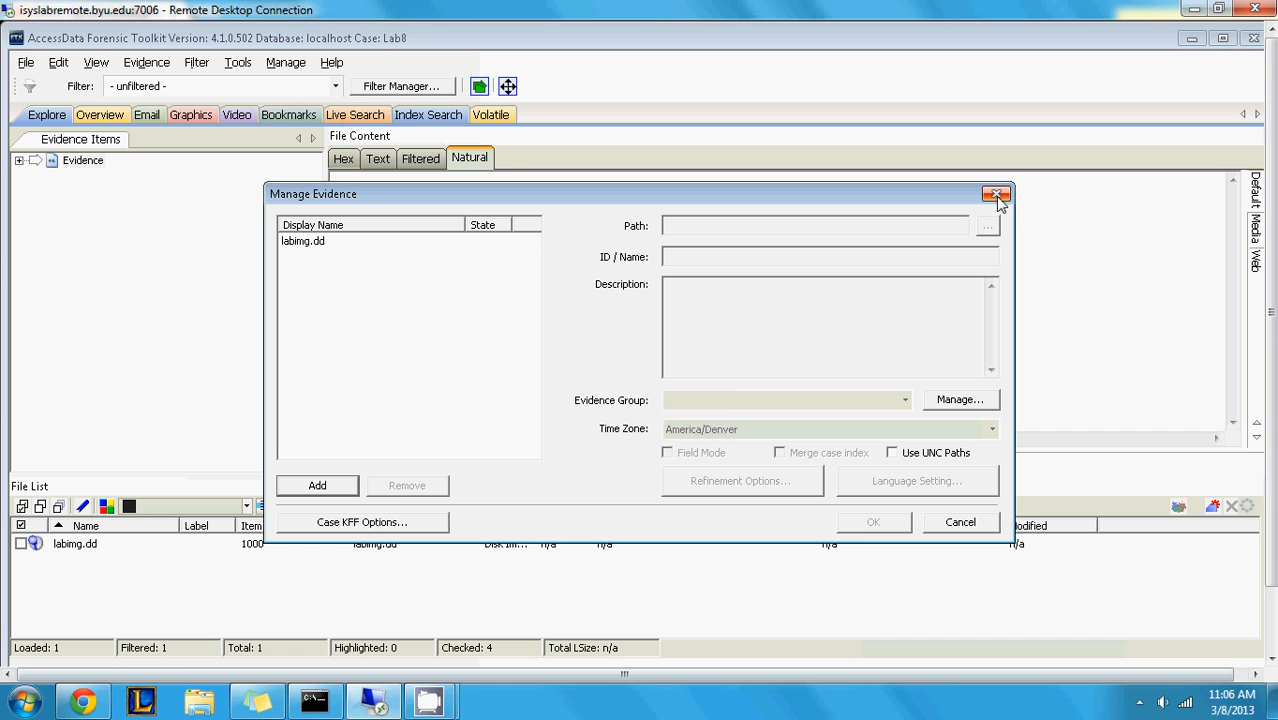 isyslabremote.byu.edu:7006 - Remote Desktop Connection
AccessData Forensic Toolkit Version: 4.1.0.502 Database: localhost Case: Lab8
File Edit View Evidence Filter Tools Manage Help
Filter: - unfiltered - Filter Manager...
Explore Overview Email Graphics Video Bookmarks Live Search Index Search Volatile
Evidence Items
File Content
Evidence
Hex Text Filtered Natural
Default
Media
Web
Manage Evidence
Display Name State
labimg.dd
Path: ...
ID / Name:
Description:
Evidence Group: Manage...
Time Zone: America/Denver
Field Mode Merge case index Use UNC Paths
Refinement Options... Language Setting...
Add Remove
Case KFF Options... OK Cancel
File List
Name Label Item
labimg.dd 1000 labimg.dd n/a n/a n/a n/a
Loaded: 1 Filtered: 1 Total: 1 Highlighted: 0 Checked: 4 Total LSize: n/a
11:06 AM
3/8/2013